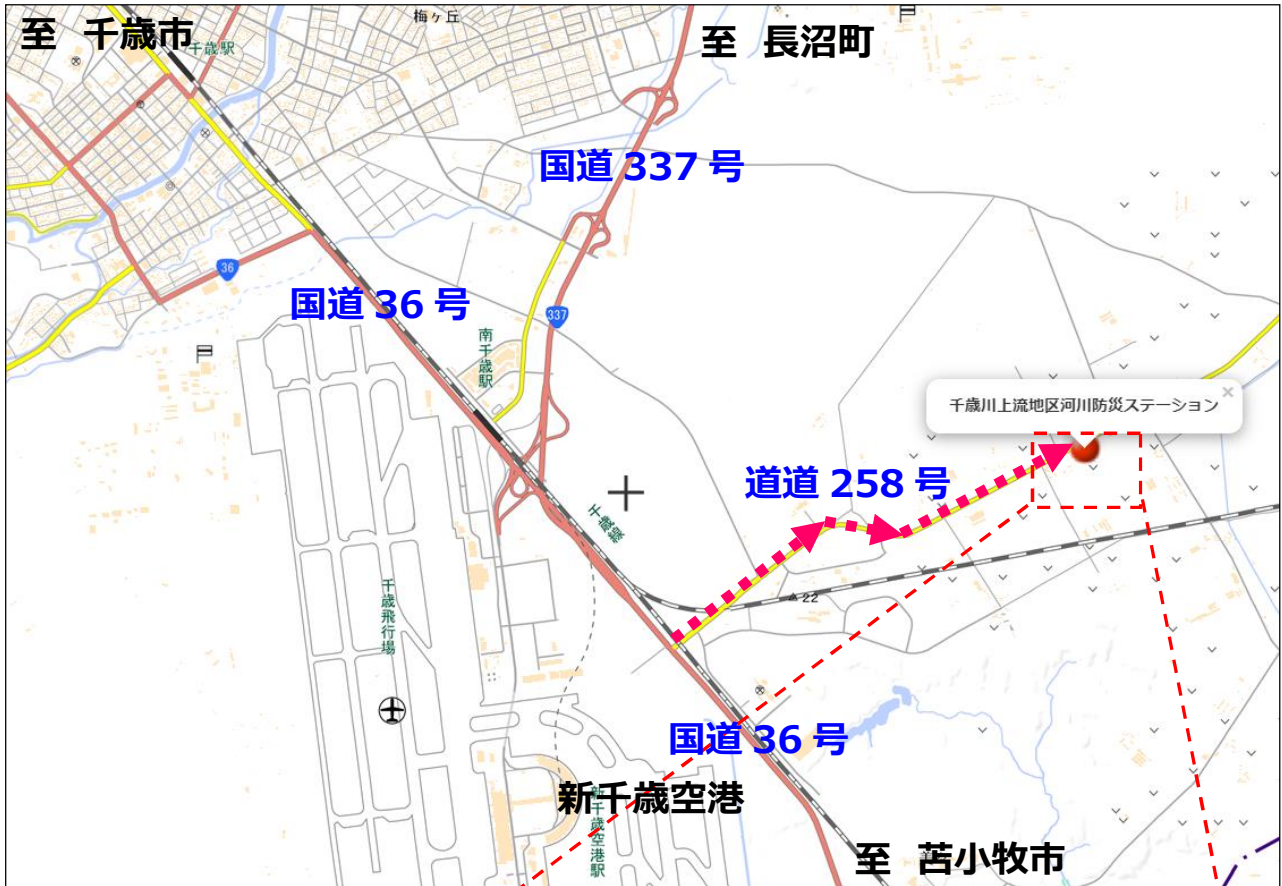 梅ヶ丘
至 千歳市
千歳駅
至 長沼町
国道 337 号
36
国道 36 号
337
南千歳駅
×
千歳川上流地区河川防災ステーション
道道 258 号
千歳線
千歳飛行場
22
国道 36 号
新千歳空港
新千歳空港駅
至 苫小牧市